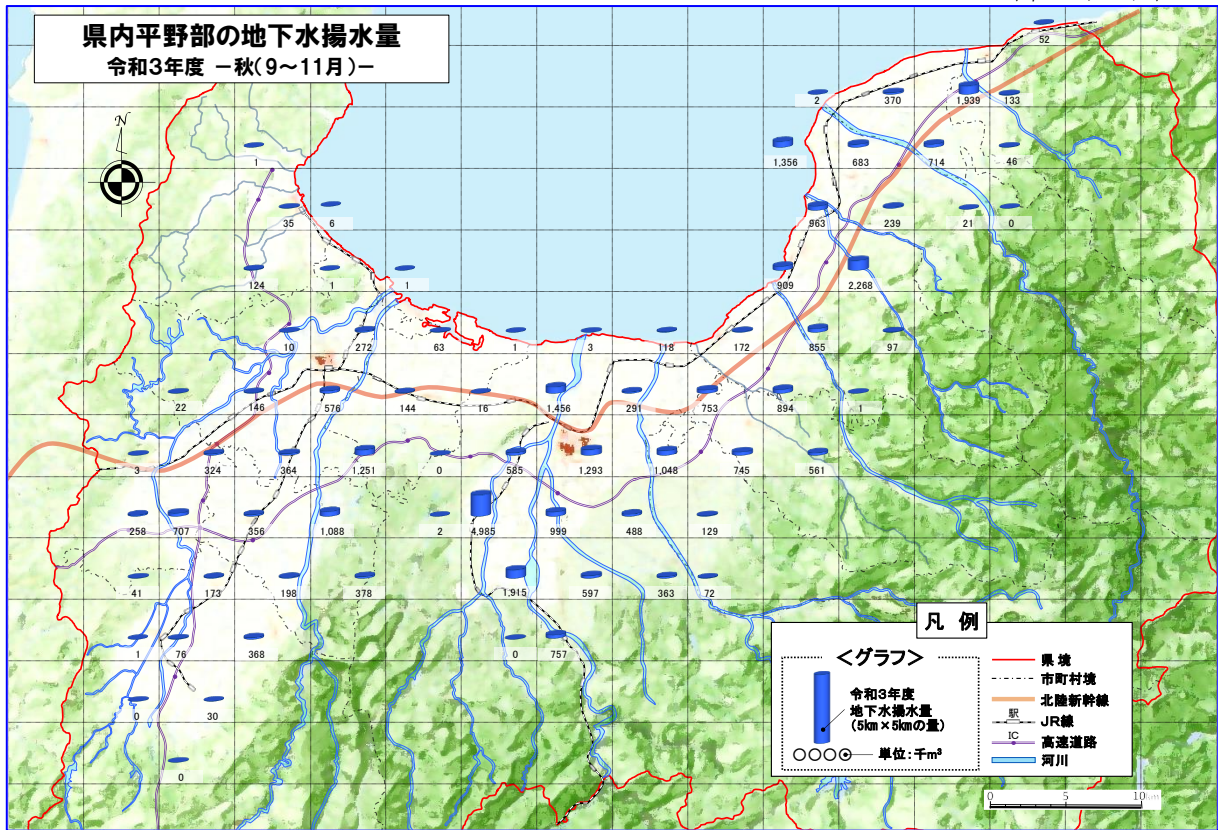 県内平野部の地下水揚水量
令和3年度 −秋(9～11月)−
N
52
2 370 1,939 133
1 1,356 683 714 46
35 6 963 239 21 0
124 1 1 909 2,268
10 272 63 1 3 118 172 855 97
22 146 576 144 16 1,456 291 753 894 1
3 324 364 1,251 0 585 1,293 1,048 745 561
258 707 356 1,088 2 4,985 999 488 129
41 173 198 378 1,915 597 363 72
1 76 368 0 757
0 30
0
凡 例
＜グラフ＞
令和3年度
地下水揚水量
(5km×5kmの量)
○○○⦿ 単位：千m³
県境
市町村境
北陸新幹線
駅 JR線
IC 高速道路
河川
0 5 10km